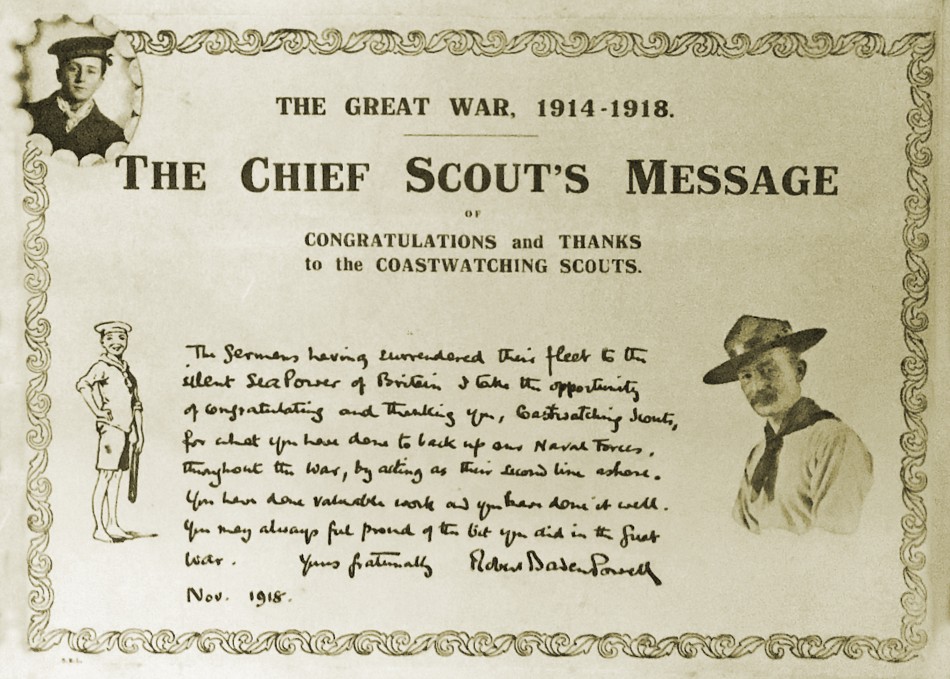 THE GREAT WAR, 1914-1918.
THE CHIEF SCOUT'S MESSAGE
OF
CONGRATULATIONS and THANKS
to the COASTWATCHING SCOUTS.
The Germans having surrendered their fleet to the
silent Sea Power of Britain I take the opportunity
of congratulating and thanking you, Coastwatching Scouts,
for what you have done to back up our Naval Forces,
throughout the War, by acting as their second line ashore.
You have done valuable work and you have done it well.
You may always feel proud of the bit you did in the Great
War. Yours fraternally Robert Baden Powell
Nov. 1918.